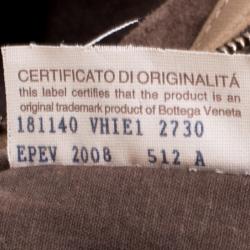 CERTIFICATO DI ORIGINALITÁ
this label certifies that the product is an
original trademark product of Bottega Veneta
181140 VHIE1 2730
EPEV 2008 512 A